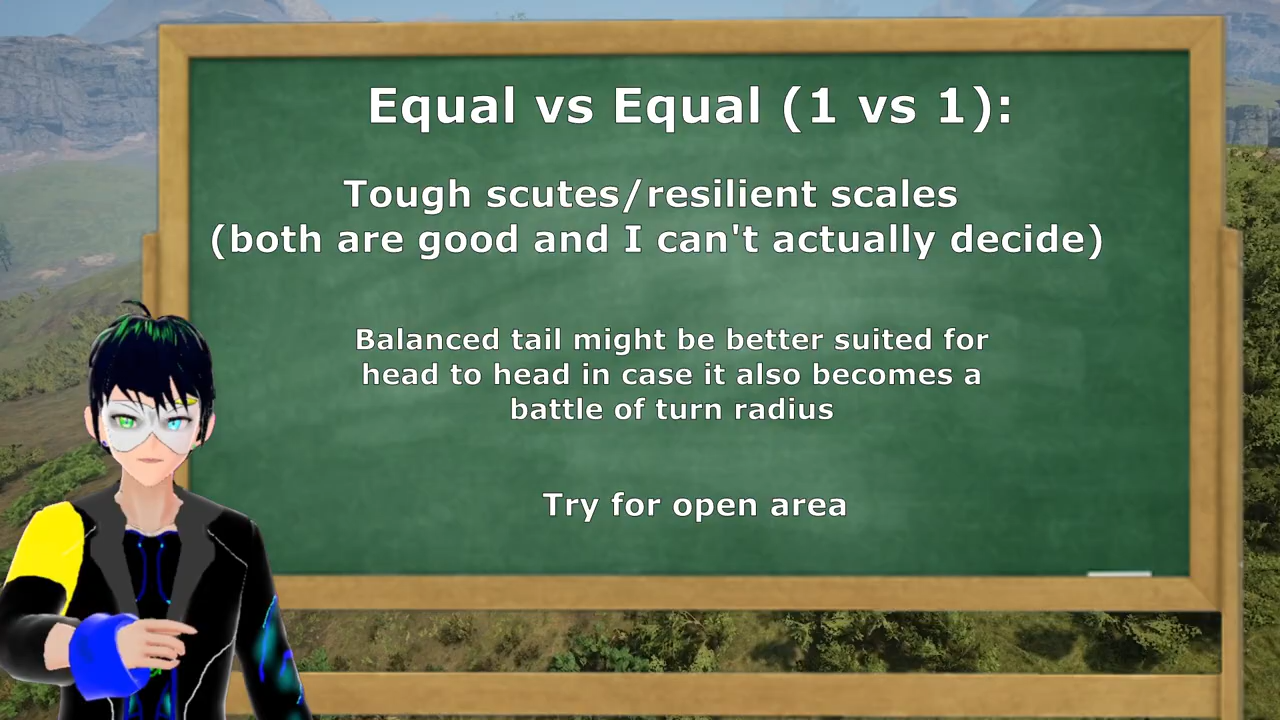 Equal vs Equal (1 vs 1):
Tough scutes/resilient scales
(both are good and I can't actually decide)
Balanced tail might be better suited for
head to head in case it also becomes a
battle of turn radius
Try for open area